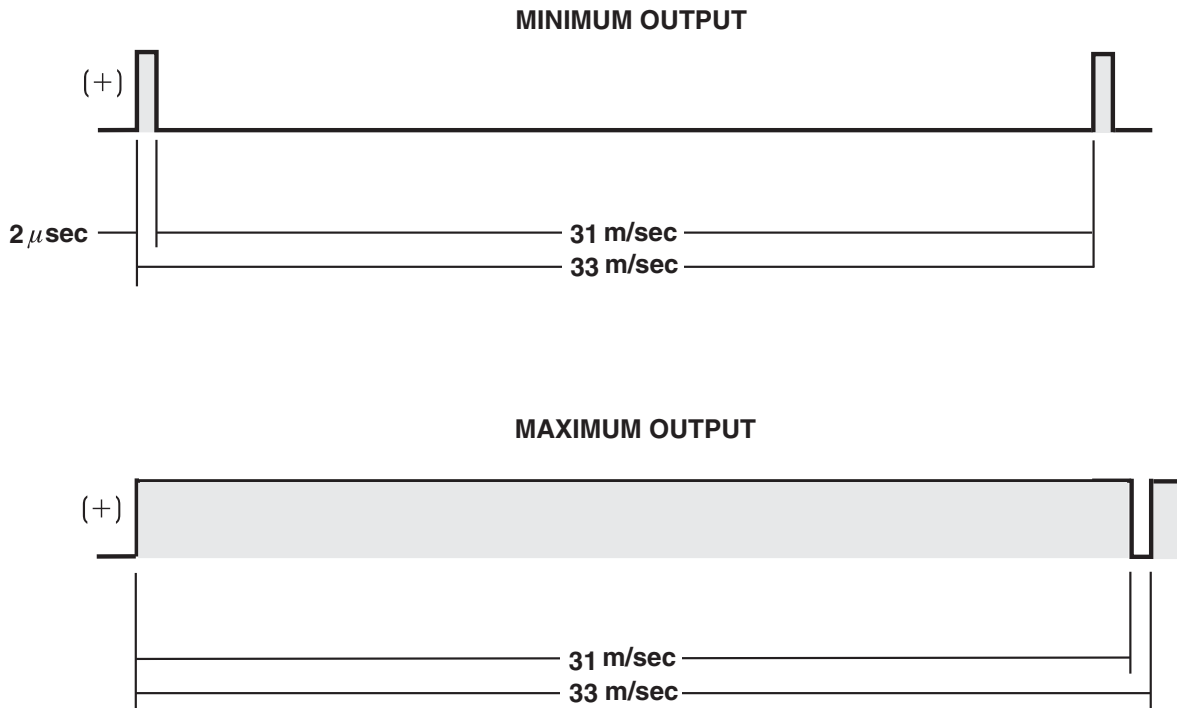 MINIMUM OUTPUT
(+)
2 μsec
31 m/sec
33 m/sec
MAXIMUM OUTPUT
(+)
31 m/sec
33 m/sec